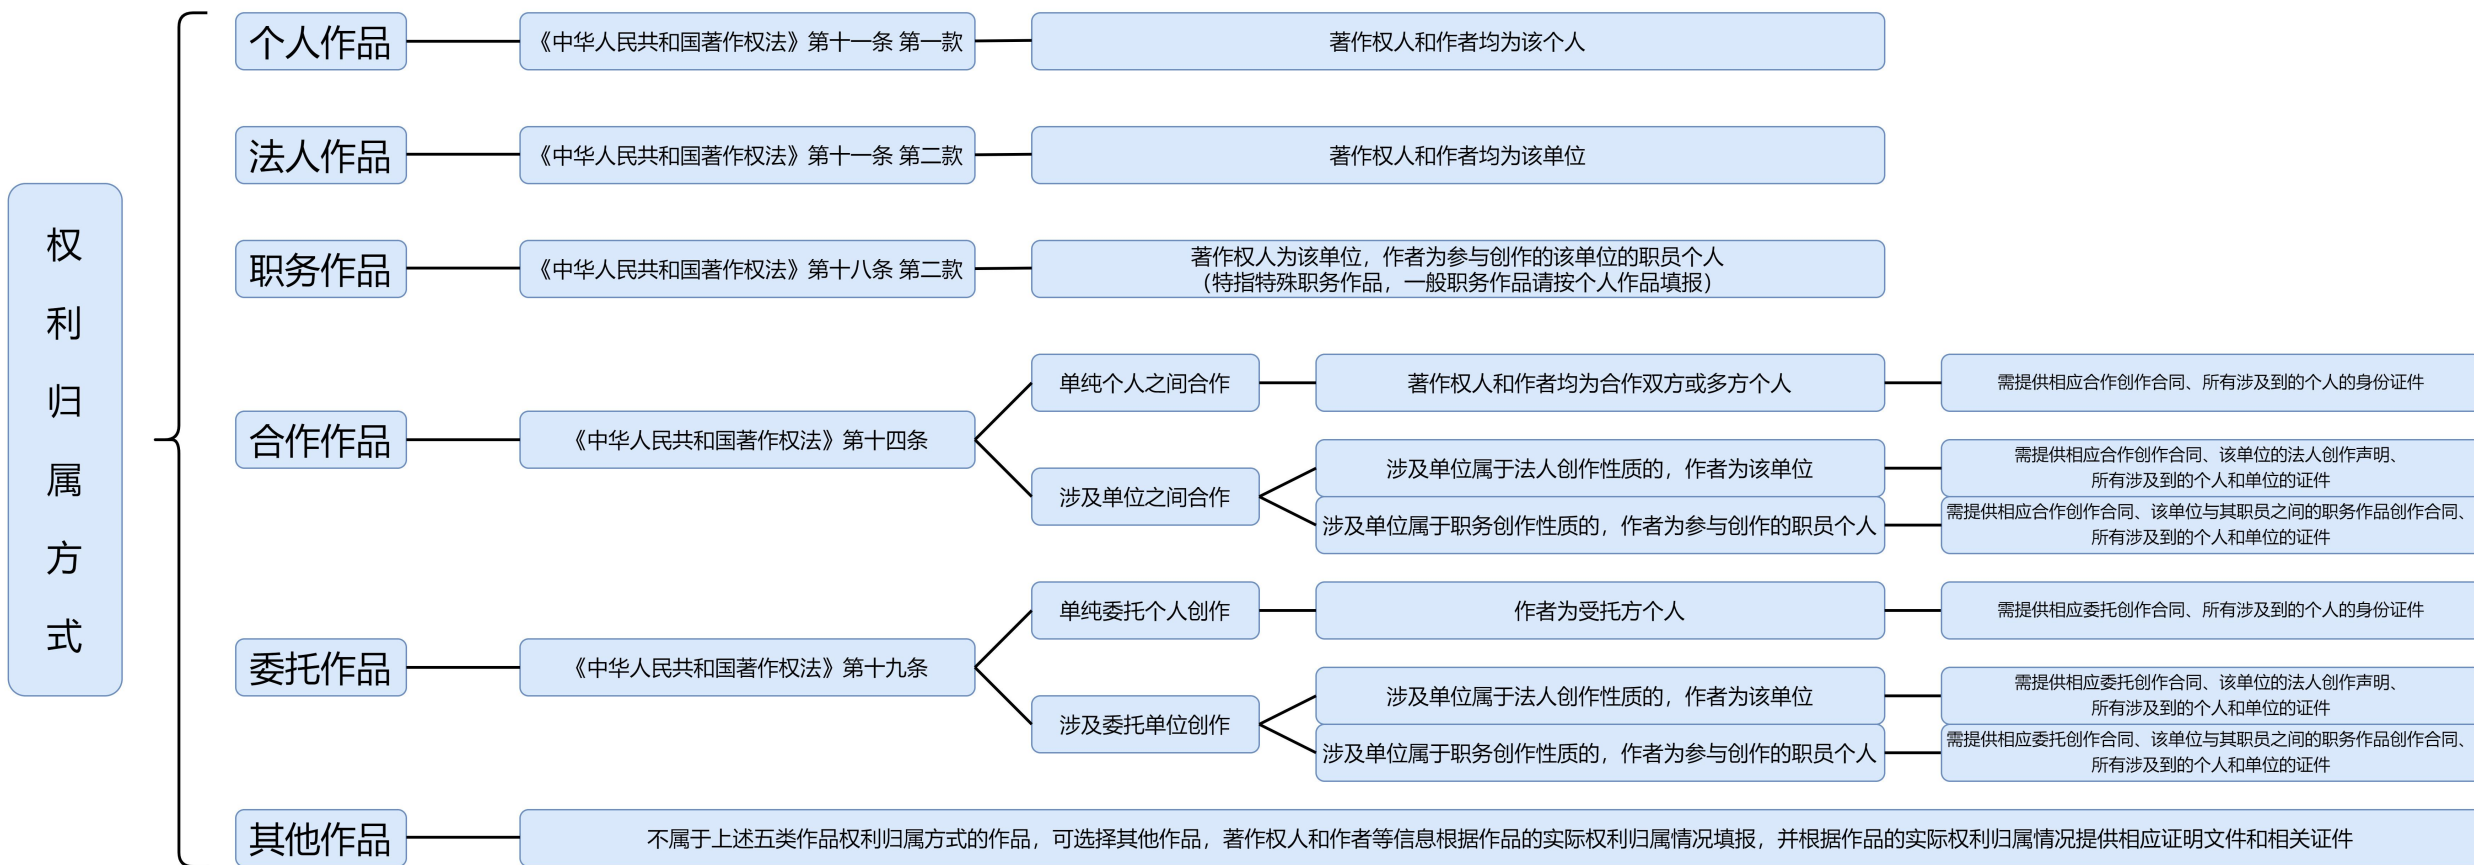 权利归属方式
个人作品
《中华人民共和国著作权法》第十一条 第一款
著作权人和作者均为该个人
法人作品
《中华人民共和国著作权法》第十一条 第二款
著作权人和作者均为该单位
职务作品
《中华人民共和国著作权法》第十八条 第二款
著作权人为该单位，作者为参与创作的该单位的职员个人
（特指特殊职务作品，一般职务作品请按个人作品填报）
合作作品
《中华人民共和国著作权法》第十四条
单纯个人之间合作
著作权人和作者均为合作双方或多方个人
需提供相应合作创作合同、所有涉及到的个人的身份证件
涉及单位之间合作
涉及单位属于法人创作性质的，作者为该单位
需提供相应合作创作合同、该单位的法人创作声明、
所有涉及到的个人和单位的证件
涉及单位属于职务创作性质的，作者为参与创作的职员个人
需提供相应合作创作合同、该单位与其职员之间的职务作品创作合同、
所有涉及到的个人和单位的证件
委托作品
《中华人民共和国著作权法》第十九条
单纯委托个人创作
作者为受托方个人
需提供相应委托创作合同、所有涉及到的个人的身份证件
涉及委托单位创作
涉及单位属于法人创作性质的，作者为该单位
需提供相应委托创作合同、该单位的法人创作声明、
所有涉及到的个人和单位的证件
涉及单位属于职务创作性质的，作者为参与创作的职员个人
需提供相应委托创作合同、该单位与其职员之间的职务作品创作合同、
所有涉及到的个人和单位的证件
其他作品
不属于上述五类作品权利归属方式的作品，可选择其他作品，著作权人和作者等信息根据作品的实际权利归属情况填报，并根据作品的实际权利归属情况提供相应证明文件和相关证件